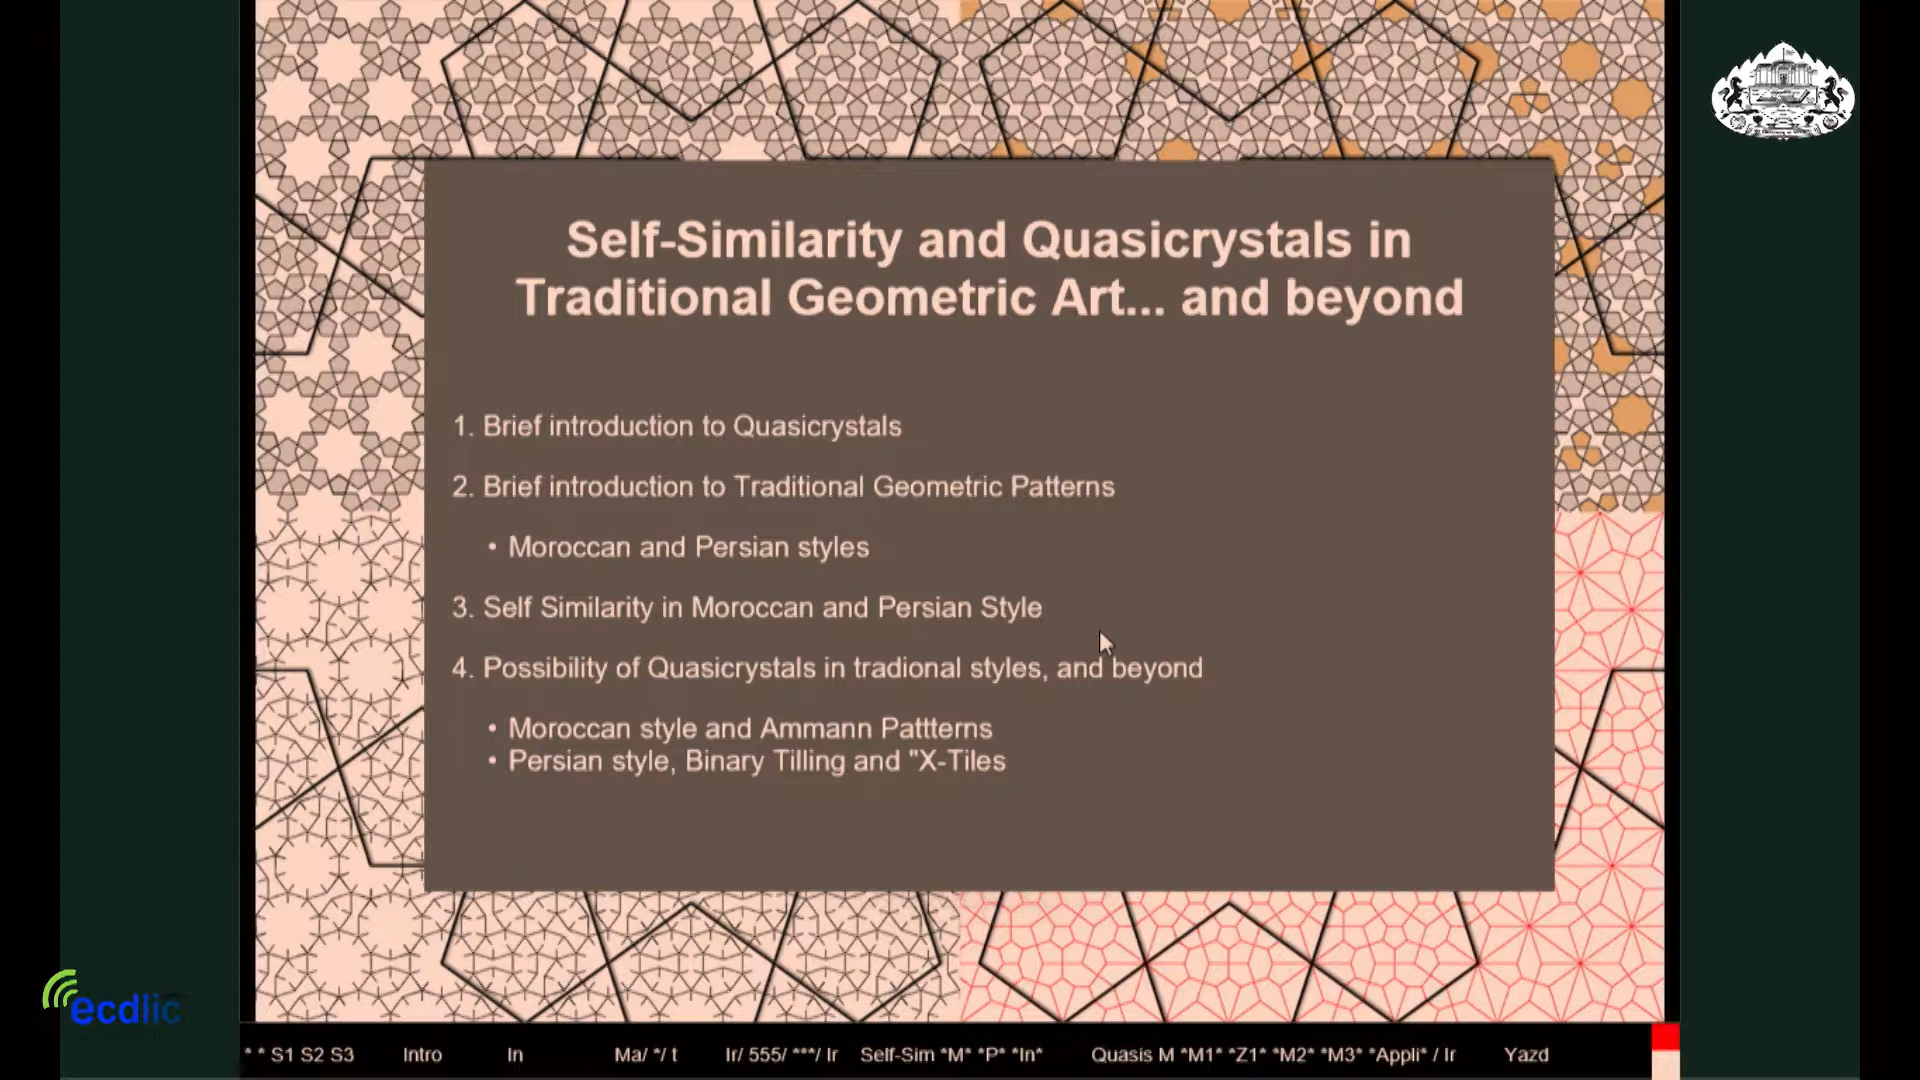 Self-Similarity and Quasicrystals in
Traditional Geometric Art... and beyond
1. Brief introduction to Quasicrystals
2. Brief introduction to Traditional Geometric Patterns
• Moroccan and Persian styles
3. Self Similarity in Moroccan and Persian Style
4. Possibility of Quasicrystals in tradional styles, and beyond
• Moroccan style and Ammann Pattterns
• Persian style, Binary Tilling and "X-Tiles
ecdlic
* * S1 S2 S3 Intro In Ma/ */ t Ir/ 555/ ***/ Ir Self-Sim *M* *P* *In* Quasis M *M1* *Z1* *M2* *M3* *Appli* / Ir Yazd